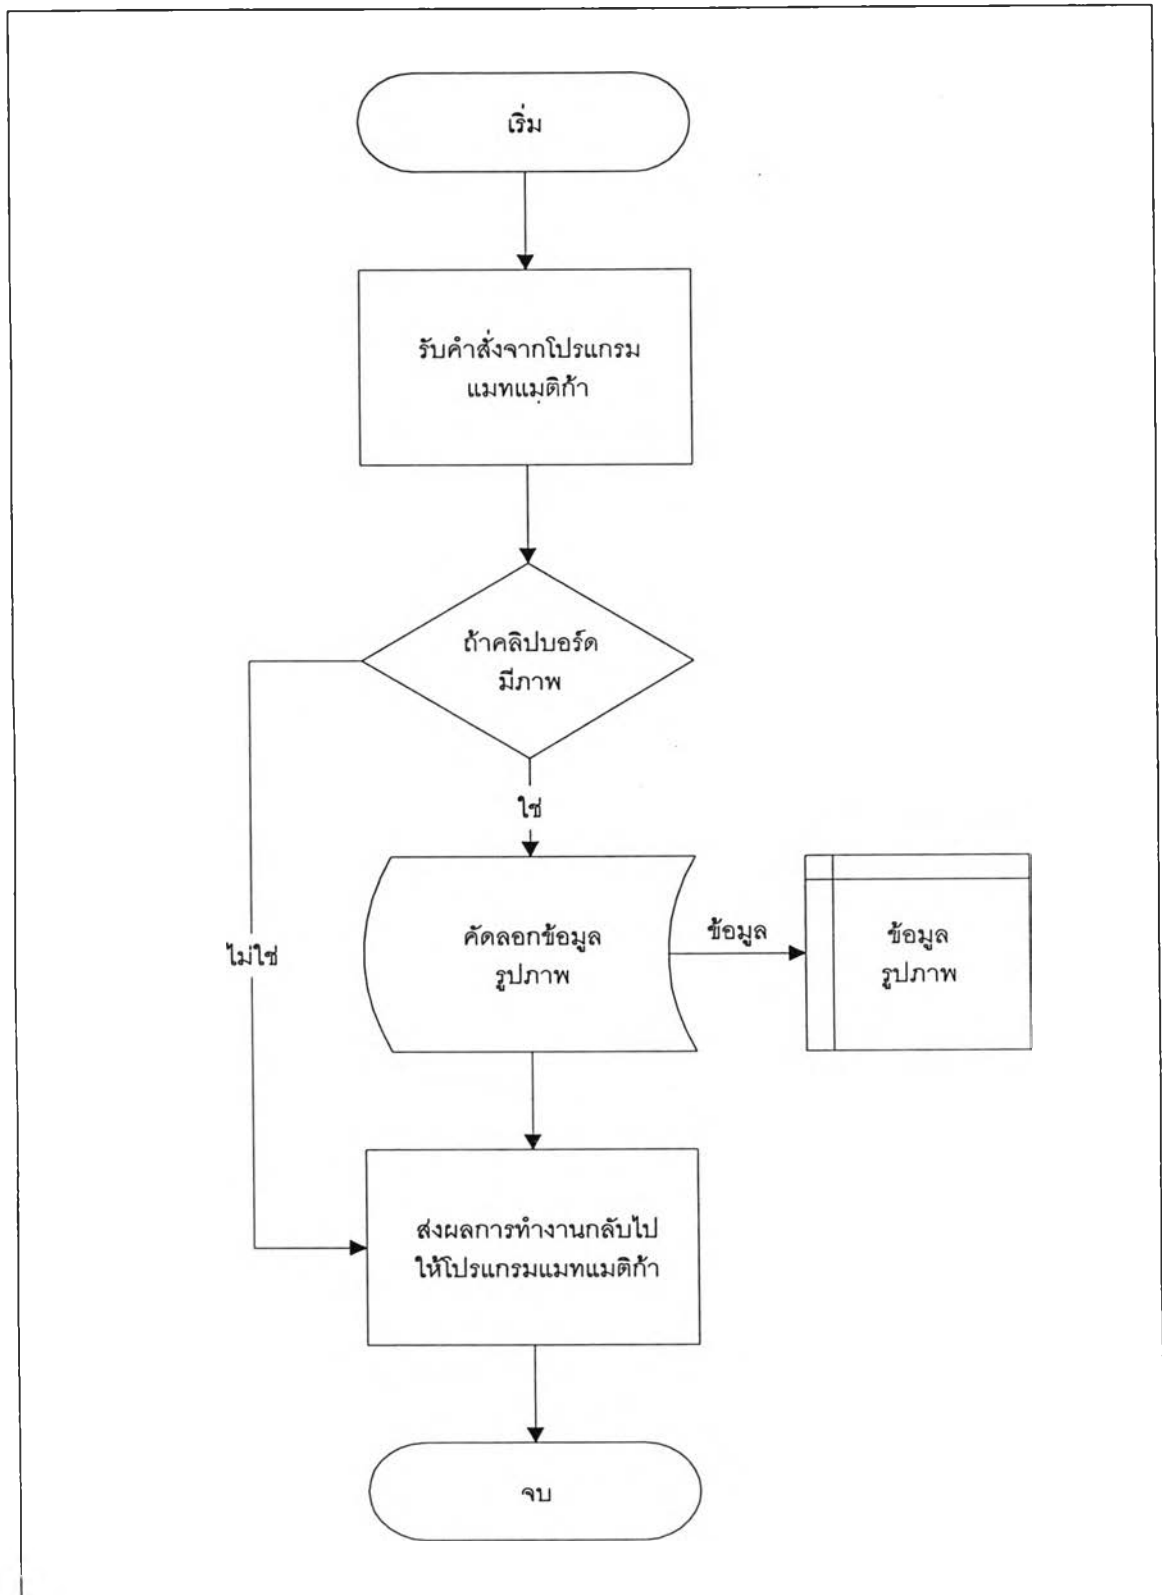 เริ่ม
รับคำสั่งจากโปรแกรม
แมทแมติก้า
ถ้าคลิปบอร์ด
มีภาพ
ใช่
คัดลอกข้อมูล
รูปภาพ
ข้อมูล
ข้อมูล
รูปภาพ
ไม่ใช่
ส่งผลการทำงานกลับไป
ให้โปรแกรมแมทแมติก้า
จบ